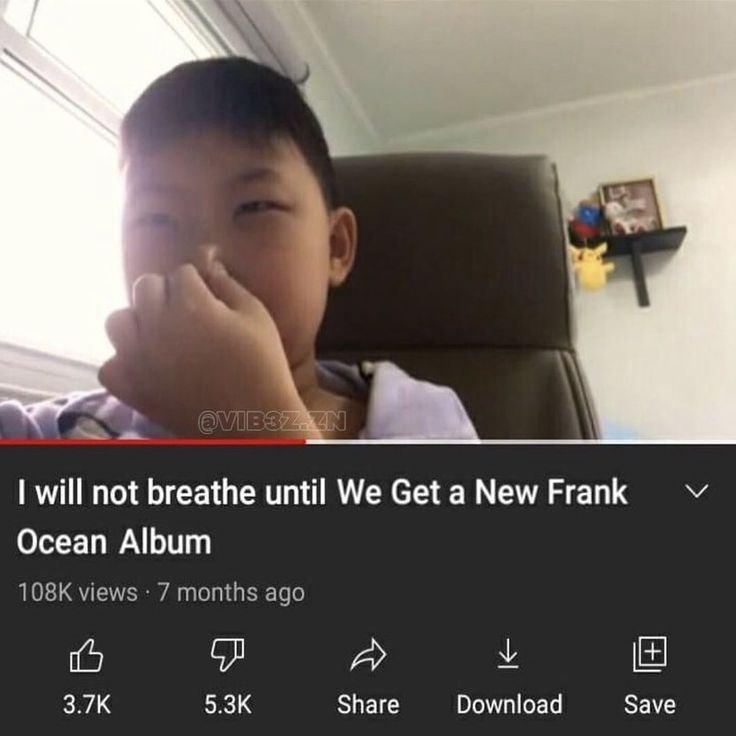 @VIB3Z.ZN
I will not breathe until We Get a New Frank
Ocean Album
108K views · 7 months ago
3.7K
5.3K
Share
Download
Save